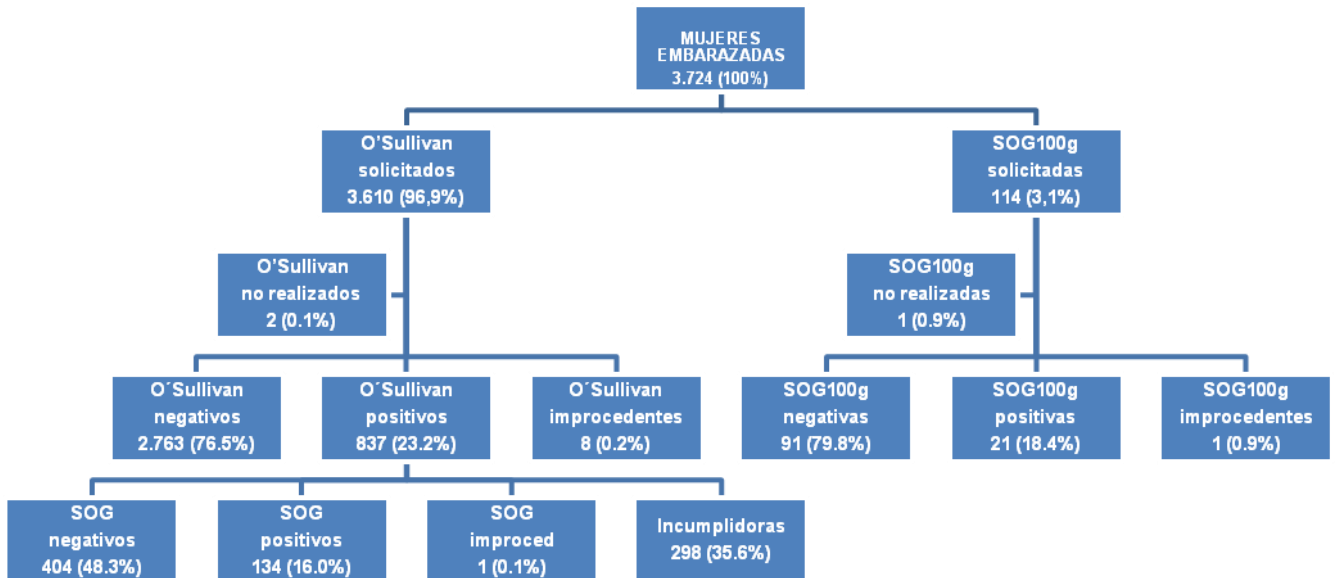 MUJERES
EMBARAZADAS
3.724 (100%)
O'Sullivan
solicitados
3.610 (96,9%)
SOG100g
solicitadas
114 (3,1%)
O'Sullivan
no realizados
2 (0.1%)
SOG100g
no realizadas
1 (0.9%)
O´Sullivan
negativos
2.763 (76.5%)
O´Sullivan
positivos
837 (23.2%)
O´Sullivan
improcedentes
8 (0.2%)
SOG100g
negativas
91 (79.8%)
SOG100g
positivas
21 (18.4%)
SOG100g
improcedentes
1 (0.9%)
SOG
negativos
404 (48.3%)
SOG
positivos
134 (16.0%)
SOG
improced
1 (0.1%)
Incumplidoras
298 (35.6%)